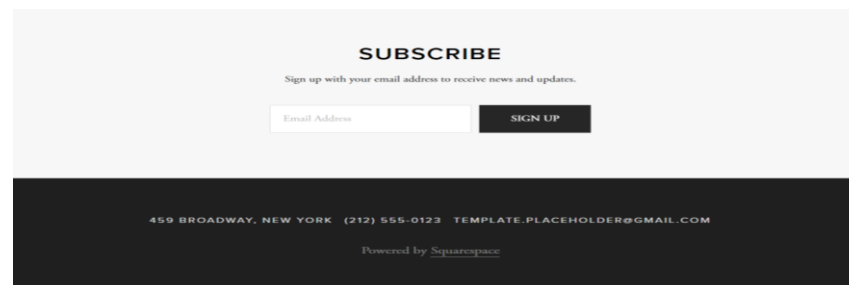 SUBSCRIBE
Sign up with your email address to receive news and updates.
Email Address
SIGN UP
459 BROADWAY, NEW YORK (212) 555-0123 TEMPLATE.PLACEHOLDER@GMAIL.COM
Powered by Squarespace